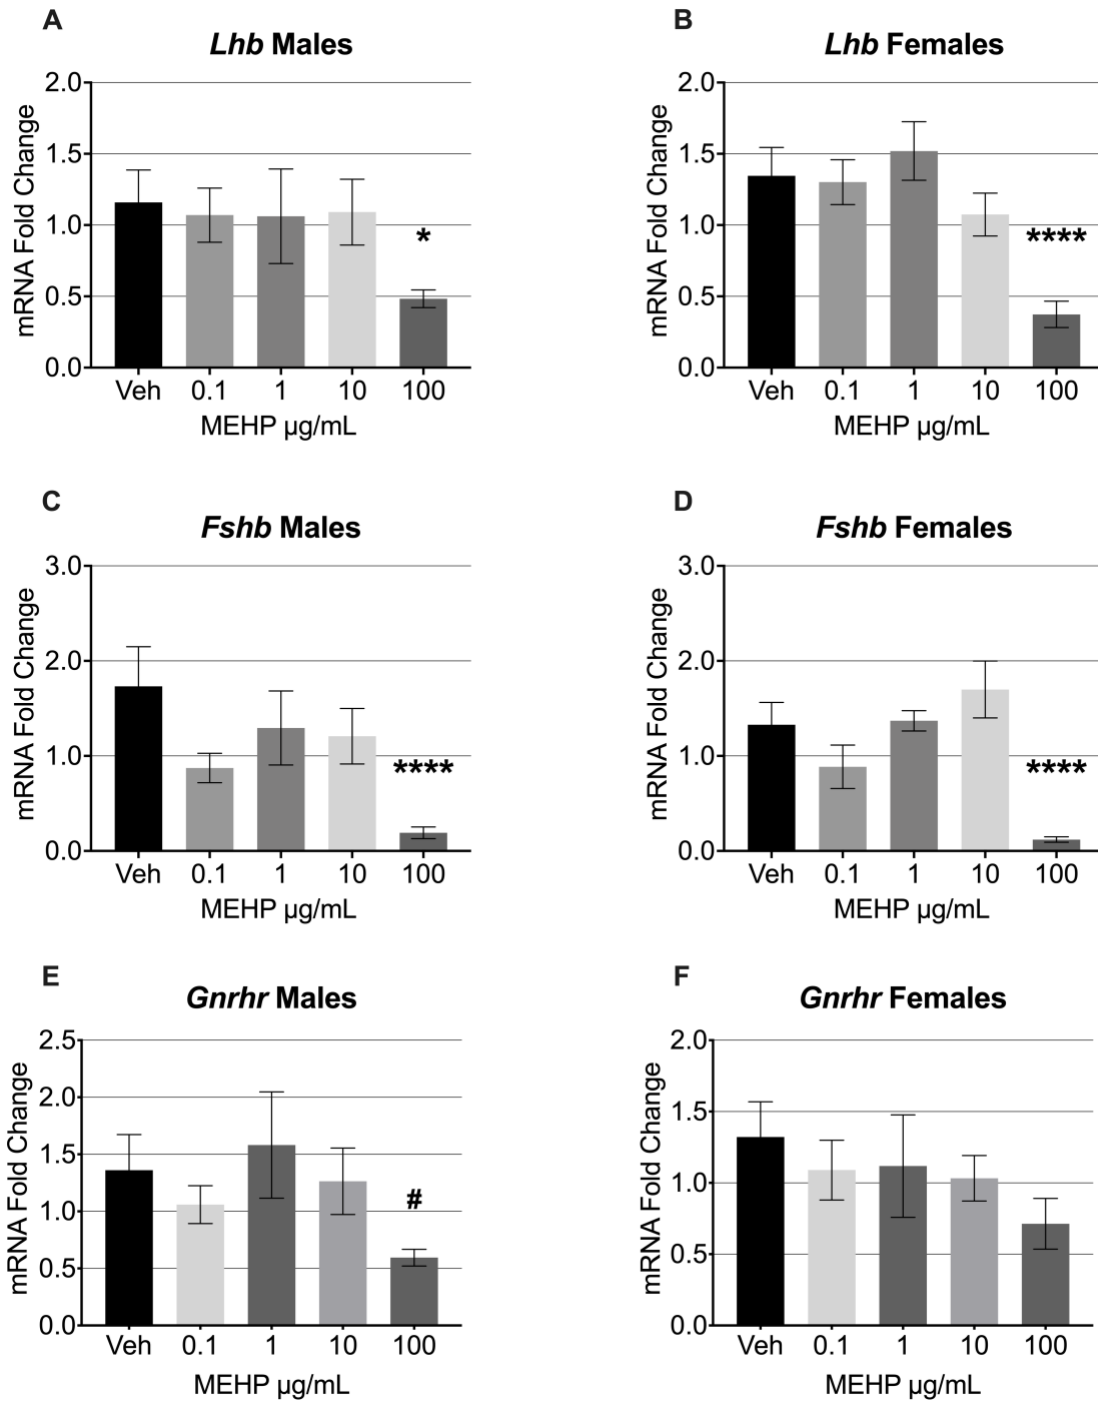 A
Lhb Males
2.0
1.5
1.0
0.5
0.0
mRNA Fold Change
*
Veh 0.1 1 10 100
MEHP µg/mL
B
Lhb Females
2.0
1.5
1.0
0.5
0.0
mRNA Fold Change
****
Veh 0.1 1 10 100
MEHP µg/mL
C
Fshb Males
3.0
2.0
1.0
0.0
mRNA Fold Change
****
Veh 0.1 1 10 100
MEHP µg/mL
D
Fshb Females
3.0
2.0
1.0
0.0
mRNA Fold Change
****
Veh 0.1 1 10 100
MEHP µg/mL
E
Gnrhr Males
2.5
2.0
1.5
1.0
0.5
0.0
mRNA Fold Change
#
Veh 0.1 1 10 100
MEHP µg/mL
F
Gnrhr Females
2.0
1.5
1.0
0.5
0.0
mRNA Fold Change
Veh 0.1 1 10 100
MEHP µg/mL